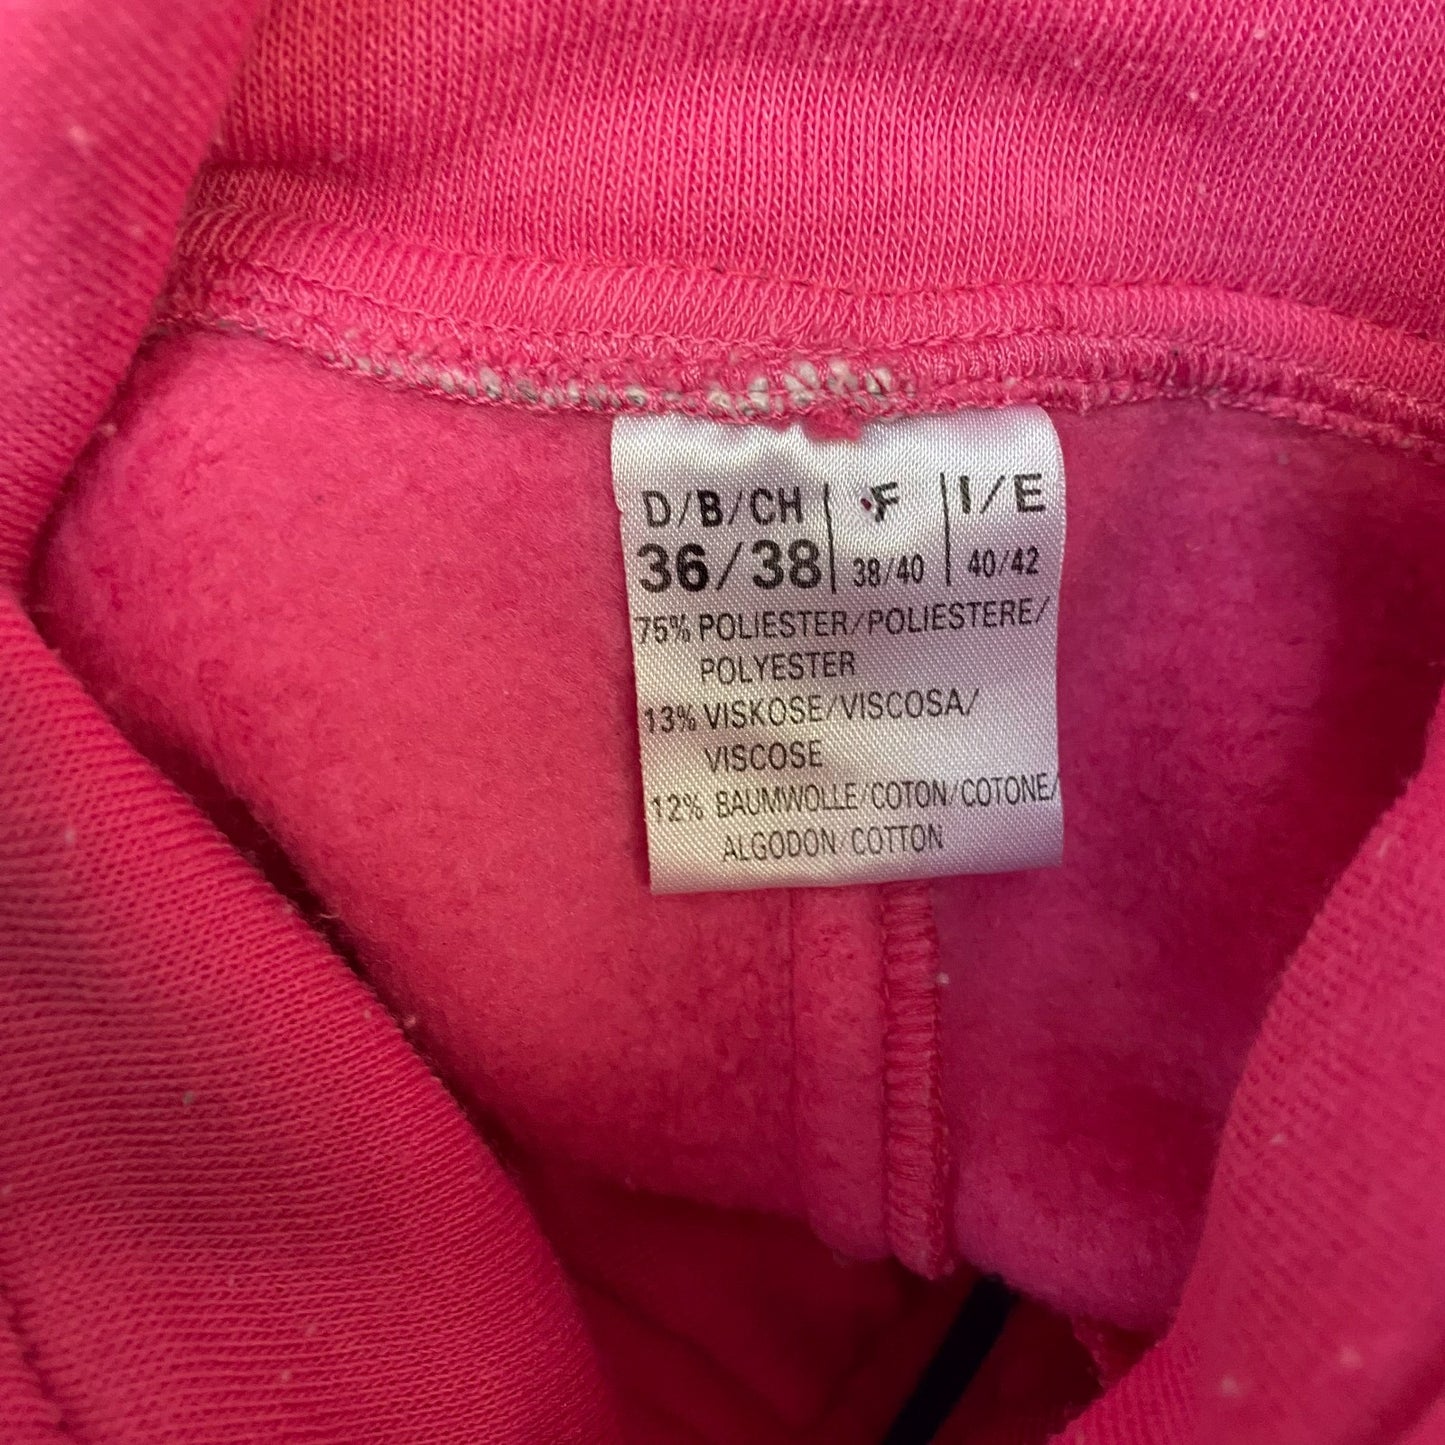 D/B/CH | F | I/E
36/38 | 38/40 | 40/42
75% POLIESTER/POLIESTERE/
POLYESTER
13% VISKOSE/VISCOSA/
VISCOSE
12% BAUMWOLLE/COTON/COTONE/
ALGODON/COTTON